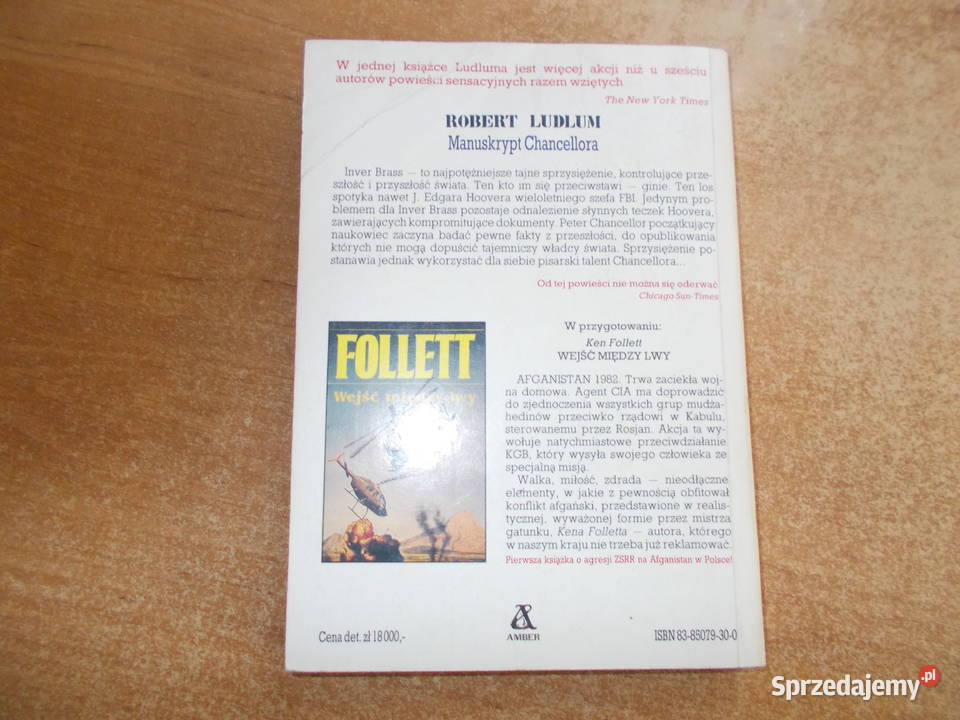 W jednej książce Ludluma jest więcej akcji niż u sześciu
autorów powieści sensacyjnych razem wziętych
The New York Times
ROBERT LUDLUM
Manuskrypt Chancellora
Inver Brass — to najpotężniejsze tajne sprzysiężenie, kontrolujące prze-
szłość i przyszłość świata. Ten kto im się przeciwstawi — ginie. Ten los
spotyka nawet J. Edgara Hoovera wieloletniego szefa FBI. Jedynym pro-
blemem dla Inver Brass pozostaje odnalezienie słynnych teczek Hoovera,
zawierających kompromitujące dokumenty. Peter Chancellor początkujący
naukowiec zaczyna badać pewne fakty z przeszłości, do opublikowania
których nie mogą dopuścić tajemniczy władcy świata. Sprzysiężenie po-
stanawia jednak wykorzystać dla siebie pisarski talent Chancellora...
Od tej powieści nie można się oderwać
Chicago Sun-Times
FOLLETT
Wejść między lwy
W przygotowaniu:
Ken Follett
WEJŚĆ MIĘDZY LWY
AFGANISTAN 1982. Trwa zaciekła woj-
na domowa. Agent CIA ma doprowadzić
do zjednoczenia wszystkich grup mudża-
hedinów przeciwko rządowi w Kabulu,
sterowanemu przez Rosjan. Akcja ta wy-
wołuje natychmiastowe przeciwdziałanie
KGB, który wysyła swojego człowieka ze
specjalną misją.
Walka, miłość, zdrada — nieodłączne
elementy, w jakie z pewnością obfitował
konflikt afgański, przedstawione w realis-
tycznej, wyważonej formie przez mistrza
gatunku, Kena Folletta — autora, którego
w naszym kraju nie trzeba już reklamować.
Pierwsza książka o agresji ZSRR na Afganistan w Polsce!
Cena det. zł 18 000,-
AMBER
ISBN 83-85079-30-0
Sprzedajemy.pl